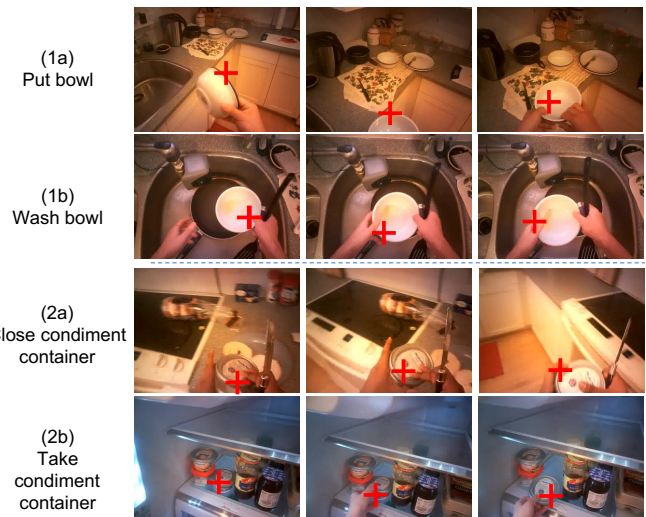 (1a)
Put bowl
(1b)
Wash bowl
(2a)
lose condiment
container
(2b)
Take
condiment
container